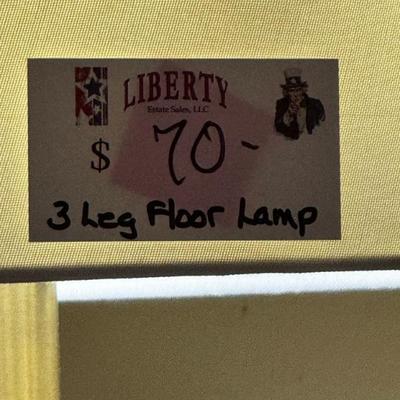 LIBERTY
Estate Sales, LLC
$ 70-
3 Leg Floor Lamp